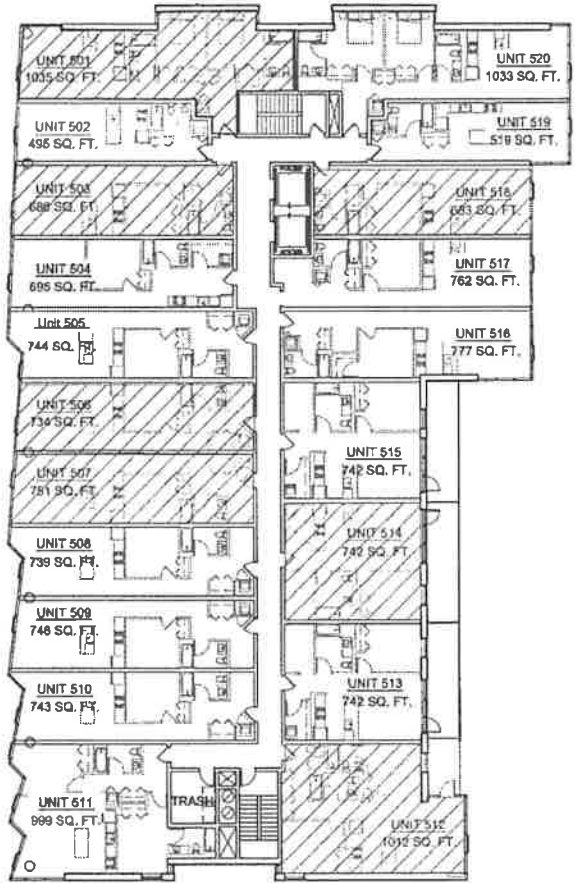 UNIT 501
1035 SQ. FT.
UNIT 520
1033 SQ. FT.
UNIT 502
495 SQ. FT.
UNIT 519
519 SQ. FT.
UNIT 503
688 SQ. FT.
UNIT 518
683 SQ. FT.
UNIT 504
695 SQ. FT.
UNIT 517
762 SQ. FT.
Unit 505
744 SQ.
UNIT 516
777 SQ. FT.
UNIT 506
734 SQ. FT.
UNIT 515
742 SQ. FT.
UNIT 507
781 SQ. FT.
UNIT 514
742 SQ. FT.
UNIT 508
739 SQ. FT.
UNIT 509
748 SQ. FT.
UNIT 510
743 SQ. FT.
UNIT 513
742 SQ. FT.
UNIT 511
999 SQ. FT.
TRASH
UNIT 512
1012 SQ. FT.